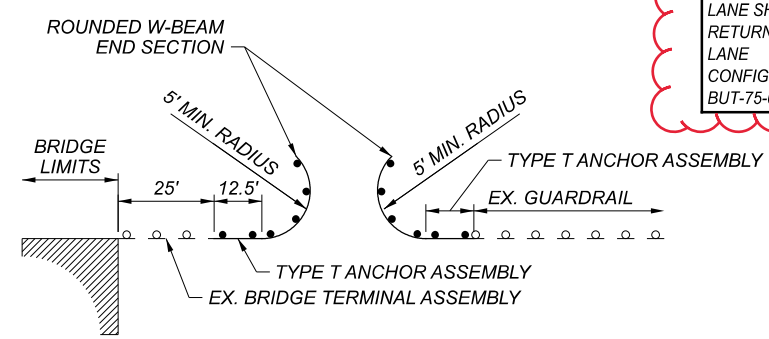 ROUNDED W-BEAM
END SECTION
5' MIN. RADIUS
5' MIN. RADIUS
BRIDGE
LIMITS
25'
12.5'
TYPE T ANCHOR ASSEMBLY
EX. GUARDRAIL
TYPE T ANCHOR ASSEMBLY
EX. BRIDGE TERMINAL ASSEMBLY
LANE SH
RETURN
LANE
CONFIG
BUT-75-